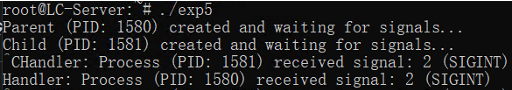 root@LC-Server:~# ./exp5
Parent (PID: 1580) created and waiting for signals...
Child (PID: 1581) created and waiting for signals...
^CHandler: Process (PID: 1581) received signal: 2 (SIGINT)
Handler: Process (PID: 1580) received signal: 2 (SIGINT)